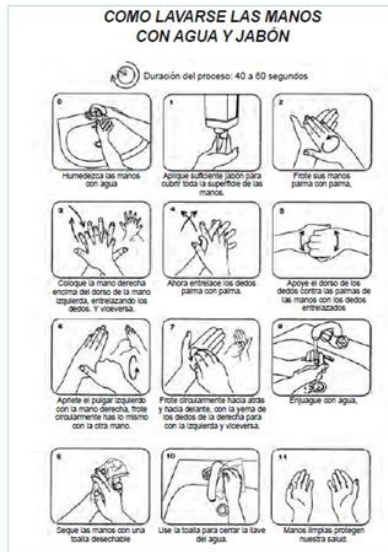 COMO LAVARSE LAS MANOS
CON AGUA Y JABÓN
Duración del proceso: 40 a 60 segundos
0
Humedezca las manos
con agua
1
Aplique suficiente jabón para
cubrir toda la superficie de las
manos.
2
Frote sus manos
palma con palma,
3
Coloque la mano derecha
encima del dorso de la mano
izquierda, entrelazando los
dedos. Y viceversa.
4
Ahora entrelace los dedos
palma con palma.
5
Apoye el dorso de los
dedos contra las palmas de
las manos con los dedos
entrelazados
6
Apriete el pulgar izquierdo
con la mano derecha, frote
circularmente has lo mismo
con la otra mano.
7
Frote circularmente hacia atrás
y hacia delante, con la yema de
los dedos de la derecha para
con la izquierda y viceversa.
8
Enjuague con agua,
9
Seque las manos con una
toalla desechable
10
Use la toalla para cerrar la llave
del agua.
11
Manos limpias protegen
nuestra salud.